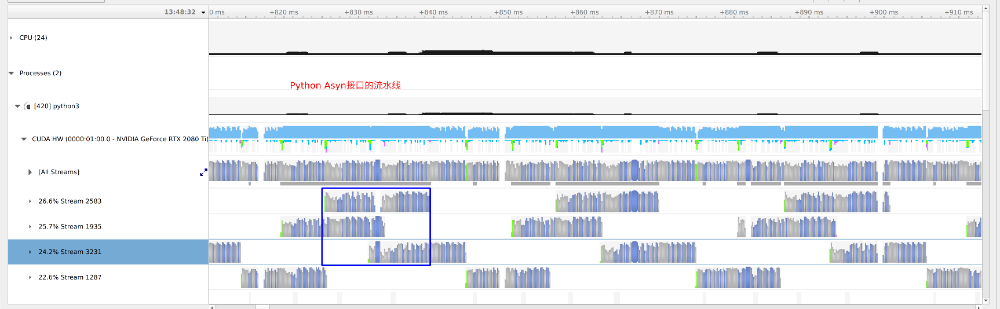 13:48:32
0 ms +820 ms +830 ms +840 ms +850 ms +860 ms +870 ms +880 ms +890 ms +900 ms +910 ms
CPU (24)
Processes (2)
Python Asyn接口的流水线
[420] python3
CUDA HW (0000:01:00.0 - NVIDIA GeForce RTX 2080 Ti)
[All Streams]
26.6% Stream 2583
25.7% Stream 1935
24.2% Stream 3231
22.6% Stream 1287